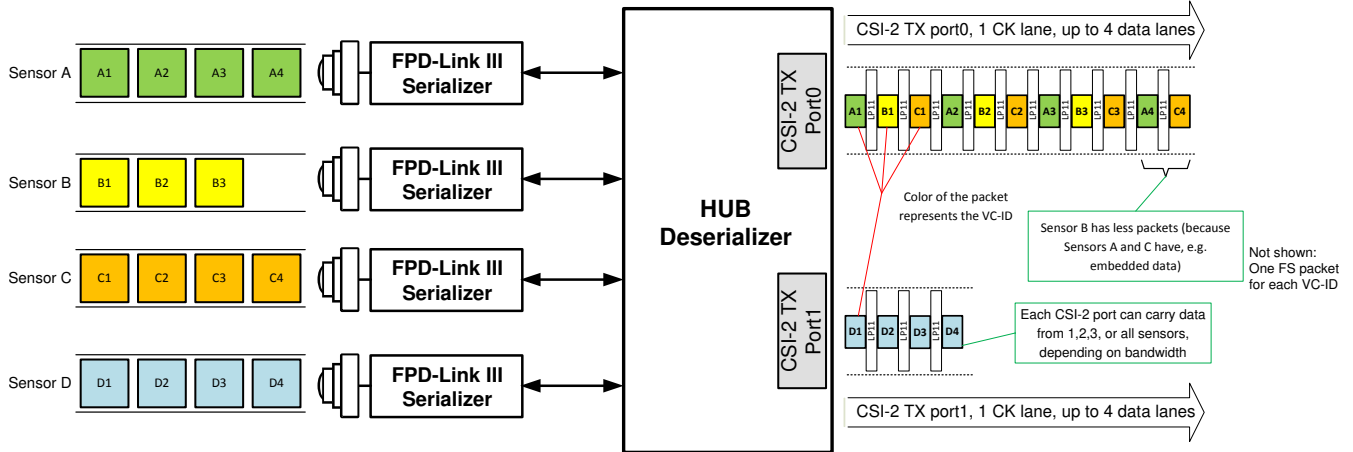 CSI-2 TX port0, 1 CK lane, up to 4 data lanes
Sensor A
A1 A2 A3 A4
FPD-Link III
Serializer
CSI-2 TX
Port0
A1 LP11 B1 LP11 C1 LP11 A2 LP11 B2 LP11 C2 LP11 A3 LP11 B3 LP11 C3 LP11 A4 LP11 C4
Sensor B
B1 B2 B3
FPD-Link III
Serializer
HUB
Deserializer
Color of the packet
represents the VC-ID
Sensor B has less packets (because
Sensors A and C have, e.g.
embedded data)
Not shown:
One FS packet
for each VC-ID
Sensor C
C1 C2 C3 C4
FPD-Link III
Serializer
CSI-2 TX
Port1
D1 LP11 D2 LP11 D3 LP11 D4
Each CSI-2 port can carry data
from 1,2,3, or all sensors,
depending on bandwidth
Sensor D
D1 D2 D3 D4
FPD-Link III
Serializer
CSI-2 TX port1, 1 CK lane, up to 4 data lanes